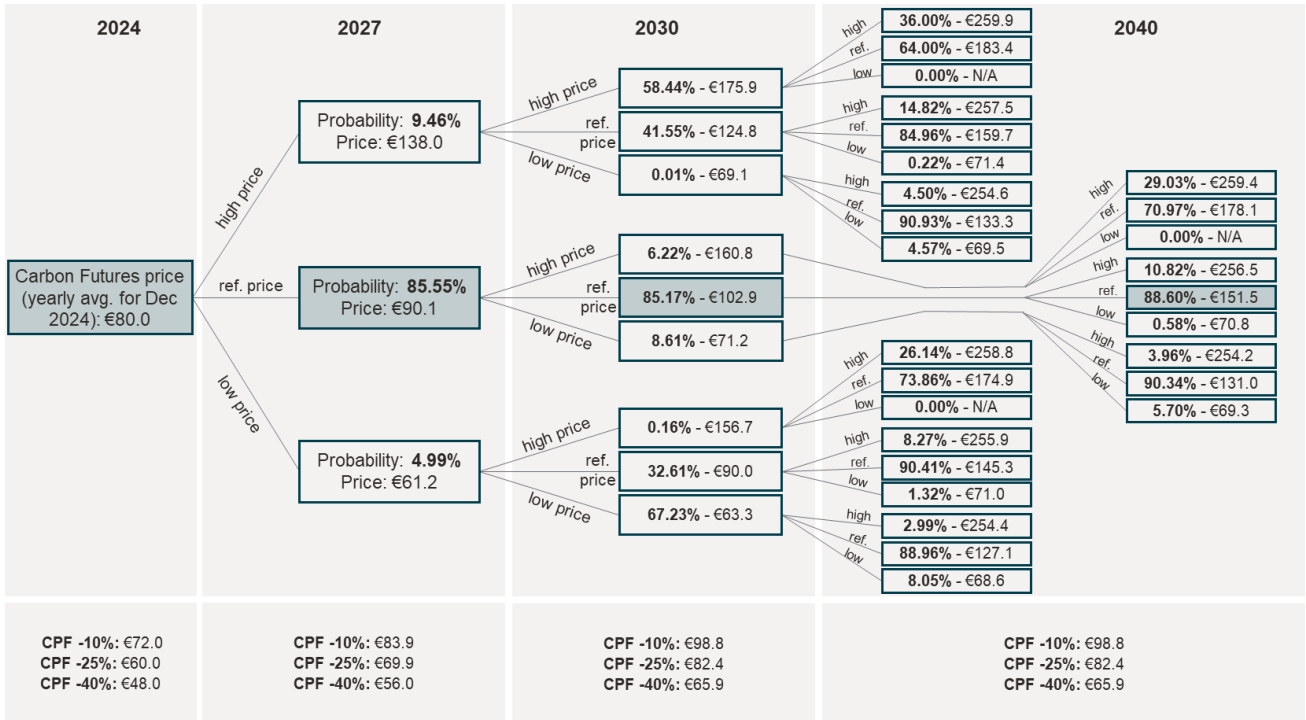 2024
2027
2030
2040
Carbon Futures price
(yearly avg. for Dec
2024): €80.0
high price
ref. price
low price
Probability: 9.46%
Price: €138.0
Probability: 85.55%
Price: €90.1
Probability: 4.99%
Price: €61.2
high price
ref.
price
low price
58.44% - €175.9
41.55% - €124.8
0.01% - €69.1
high price
ref.
price
low price
6.22% - €160.8
85.17% - €102.9
8.61% - €71.2
high price
ref.
price
low price
0.16% - €156.7
32.61% - €90.0
67.23% - €63.3
high
ref.
low
36.00% - €259.9
64.00% - €183.4
0.00% - N/A
high
ref.
low
14.82% - €257.5
84.96% - €159.7
0.22% - €71.4
high
ref.
low
4.50% - €254.6
90.93% - €133.3
4.57% - €69.5
high
ref.
low
29.03% - €259.4
70.97% - €178.1
0.00% - N/A
high
ref.
low
10.82% - €256.5
88.60% - €151.5
0.58% - €70.8
high
ref.
low
3.96% - €254.2
90.34% - €131.0
5.70% - €69.3
high
ref.
low
26.14% - €258.8
73.86% - €174.9
0.00% - N/A
high
ref.
low
8.27% - €255.9
90.41% - €145.3
1.32% - €71.0
high
ref.
low
2.99% - €254.4
88.96% - €127.1
8.05% - €68.6
CPF -10%: €72.0
CPF -25%: €60.0
CPF -40%: €48.0
CPF -10%: €83.9
CPF -25%: €69.9
CPF -40%: €56.0
CPF -10%: €98.8
CPF -25%: €82.4
CPF -40%: €65.9
CPF -10%: €98.8
CPF -25%: €82.4
CPF -40%: €65.9